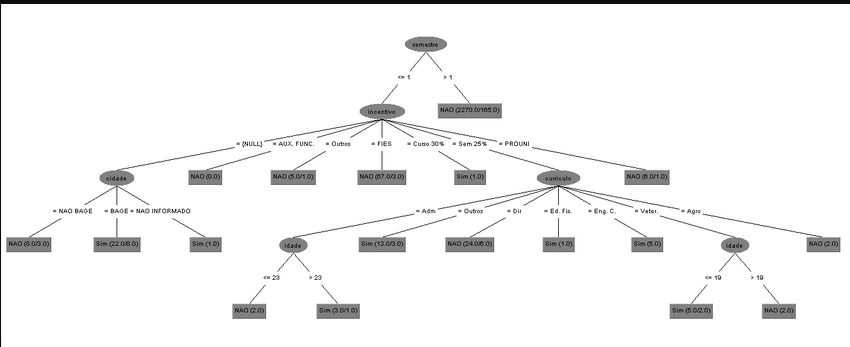 semestre
<= 1 > 1
incentivo NAO (2270.0/165.0)
= {NULL} = AUX. FUNC. = Outros = FIES = Curso 30% = Sem 25% = PROUNI
cidade NAO (0.0) NAO (5.0/1.0) NAO (67.0/3.0) Sim (1.0) curriculo NAO (6.0/1.0)
= NAO BAGE = BAGE = NAO INFORMADO = Adm = Outros = Dir = Ed. Fis. = Eng. C. = Veter. = Agro
NAO (8.0/3.0) Sim (22.0/8.0) Sim (1.0) idade Sim (13.0/3.0) NAO (24.0/6.0) Sim (1.0) Sim (5.0) idade NAO (2.0)
<= 23 > 23 <= 19 > 19
NAO (2.0) Sim (3.0/1.0) Sim (5.0/2.0) NAO (2.0)